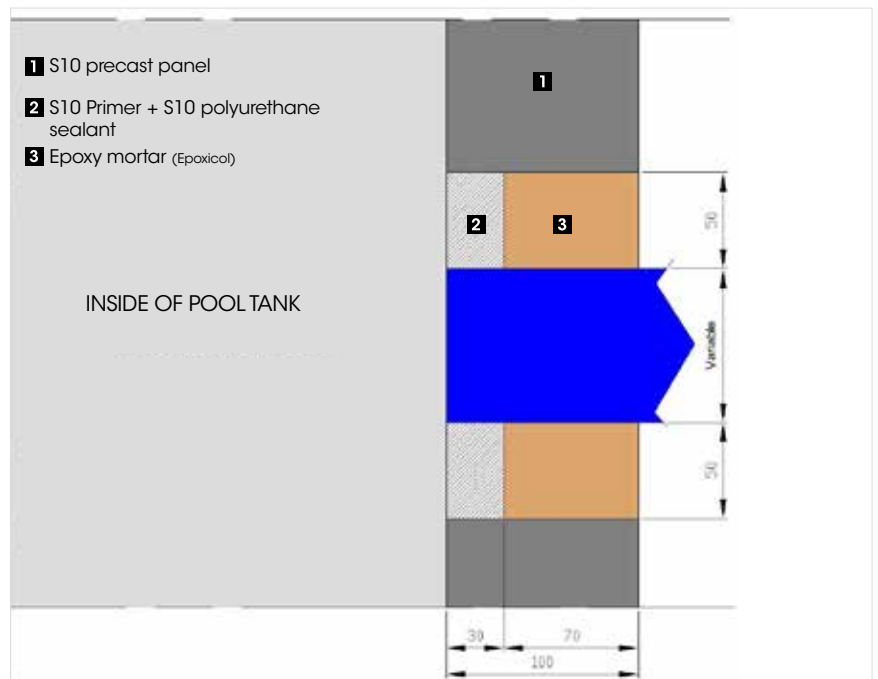 1 S10 precast panel
2 S10 Primer + S10 polyurethane
sealant
3 Epoxy mortar (Epoxicol)
1
2
3
50
INSIDE OF POOL TANK
Variable
50
30
70
100